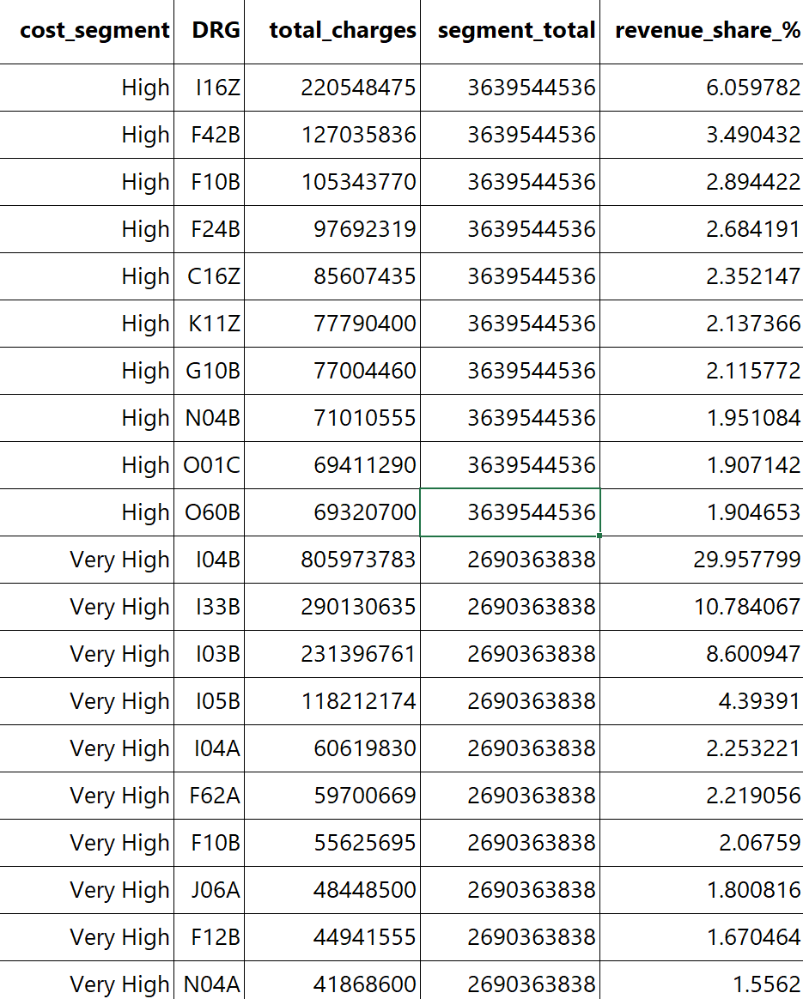 cost_segment DRG total_charges segment_total revenue_share_%
High I16Z 220548475 3639544536 6.059782
High F42B 127035836 3639544536 3.490432
High F10B 105343770 3639544536 2.894422
High F24B 97692319 3639544536 2.684191
High C16Z 85607435 3639544536 2.352147
High K11Z 77790400 3639544536 2.137366
High G10B 77004460 3639544536 2.115772
High N04B 71010555 3639544536 1.951084
High O01C 69411290 3639544536 1.907142
High O60B 69320700 3639544536 1.904653
Very High I04B 805973783 2690363838 29.957799
Very High I33B 290130635 2690363838 10.784067
Very High I03B 231396761 2690363838 8.600947
Very High I05B 118212174 2690363838 4.39391
Very High I04A 60619830 2690363838 2.253221
Very High F62A 59700669 2690363838 2.219056
Very High F10B 55625695 2690363838 2.06759
Very High J06A 48448500 2690363838 1.800816
Very High F12B 44941555 2690363838 1.670464
Very High N04A 41868600 2690363838 1.5562